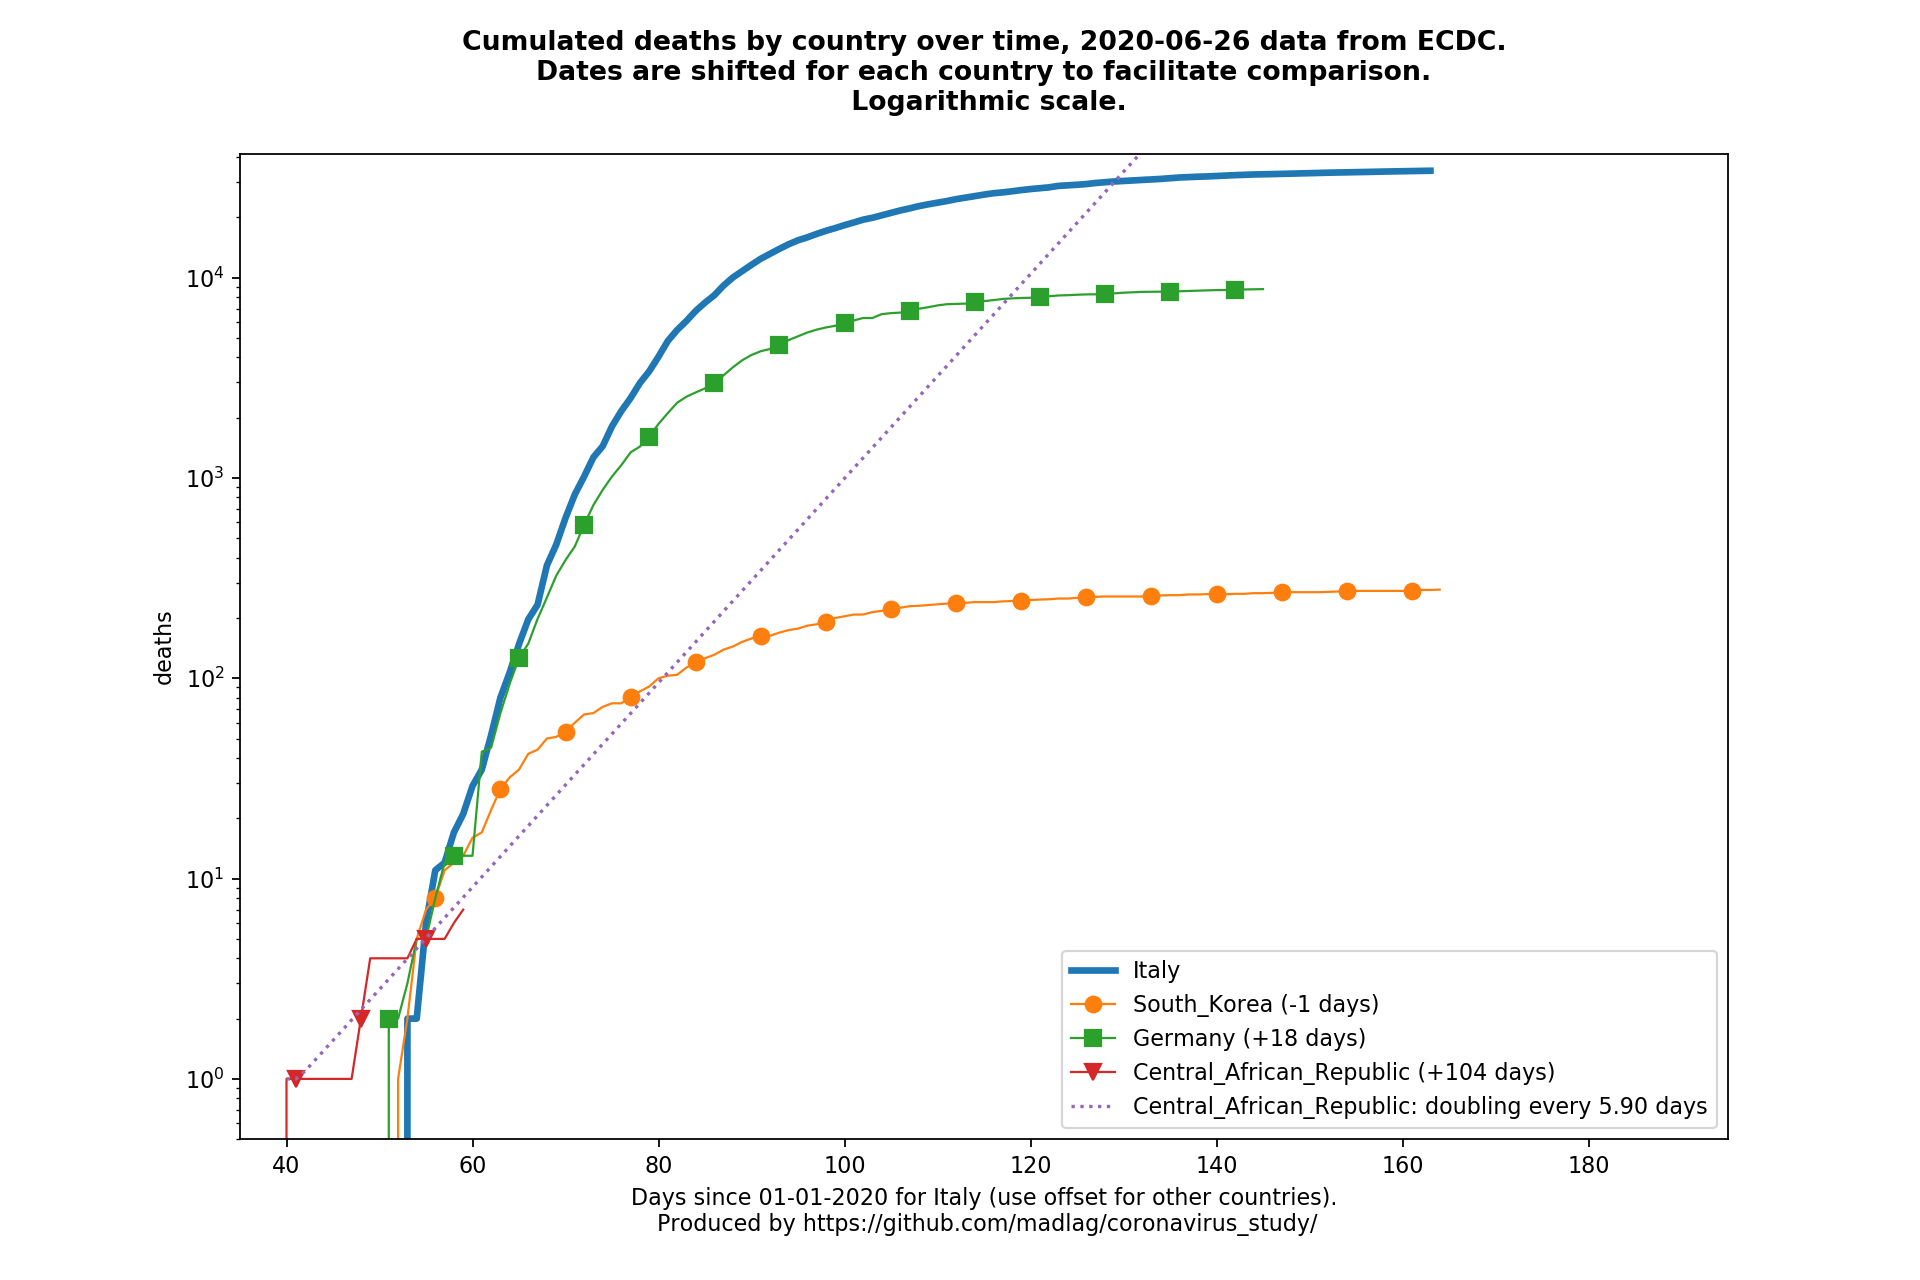 Cumulated deaths by country over time, 2020-06-26 data from ECDC.
Dates are shifted for each country to facilitate comparison.
Logarithmic scale.
10^4
10^3
10^2
10^1
10^0
deaths
Italy
South_Korea (-1 days)
Germany (+18 days)
Central_African_Republic (+104 days)
Central_African_Republic: doubling every 5.90 days
40 60 80 100 120 140 160 180
Days since 01-01-2020 for Italy (use offset for other countries).
Produced by https://github.com/madlag/coronavirus_study/